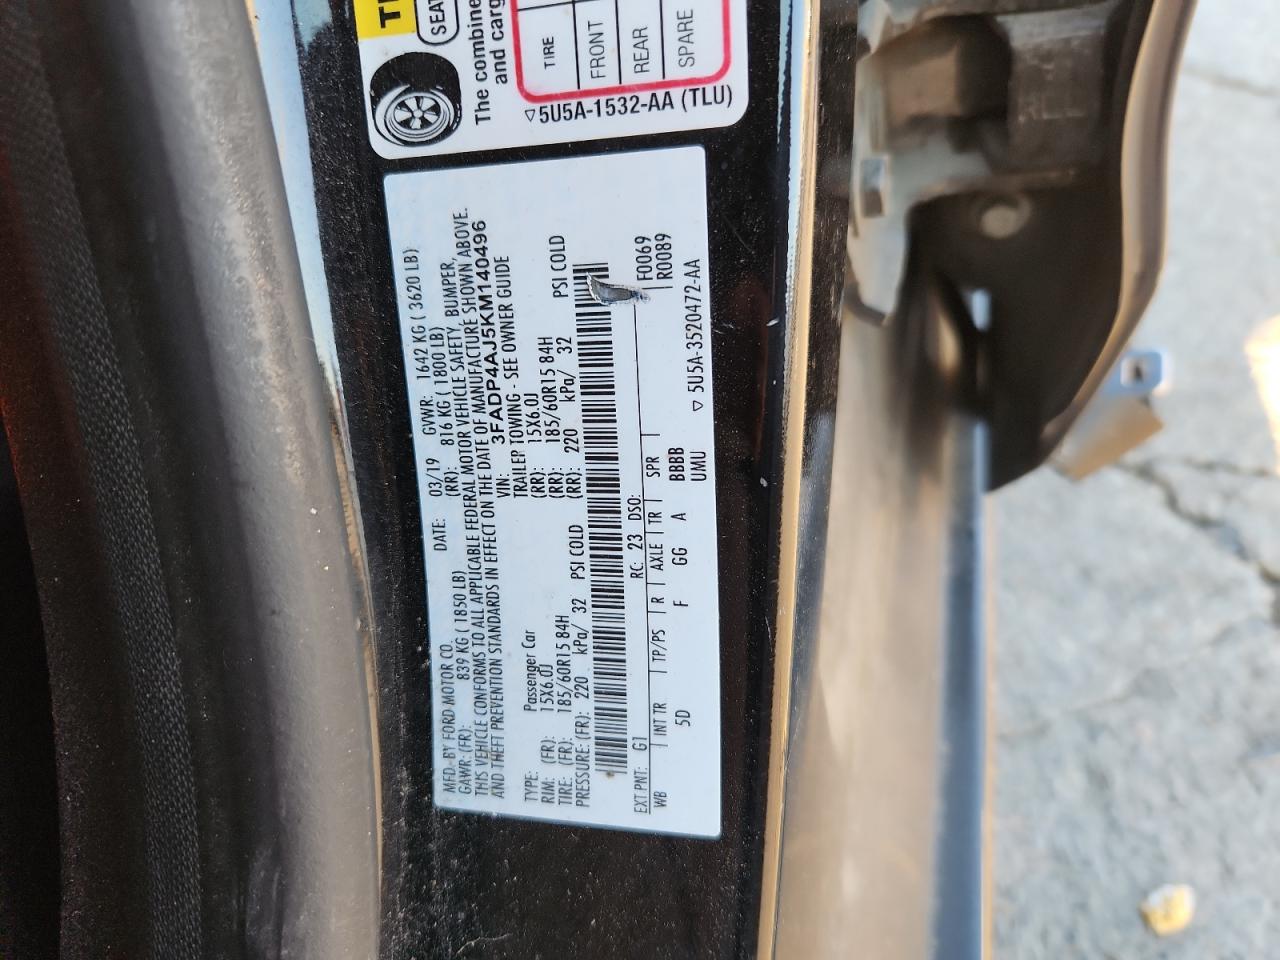 SEAT
The combine
and carg
TIRE
FRONT
REAR
SPARE
▽5U5A-1532-AA (TLU)
MFD. BY FORD MOTOR CO.
DATE: 03/19 GVWR: 1642 KG ( 3620 LB)
GAWR: (FR): 839 KG ( 1850 LB) (RR): 816 KG ( 1800 LB)
THIS VEHICLE CONFORMS TO ALL APPLICABLE FEDERAL MOTOR VEHICLE SAFETY, BUMPER,
AND THEFT PREVENTION STANDARDS IN EFFECT ON THE DATE OF MANUFACTURE SHOWN ABOVE.
VIN: 3FADP4AJ5KM140496
TYPE: Passenger Car TRAILER TOWING - SEE OWNER GUIDE
RIM: (FR): 15X6.0J (RR): 15X6.0J
TIRE: (FR): 185/60R15 84H (RR): 185/60R15 84H
PRESSURE: (FR): 220 kPa/ 32 PSI COLD (RR): 220 kPa/ 32 PSI COLD
EXT PNT: G1 RC: 23 DSO: F0069
WB INT TR TP/PS R AXLE TR SPR R0089
5D F GG A BBBB
UMU ▽ 5U5A-3520472-AA